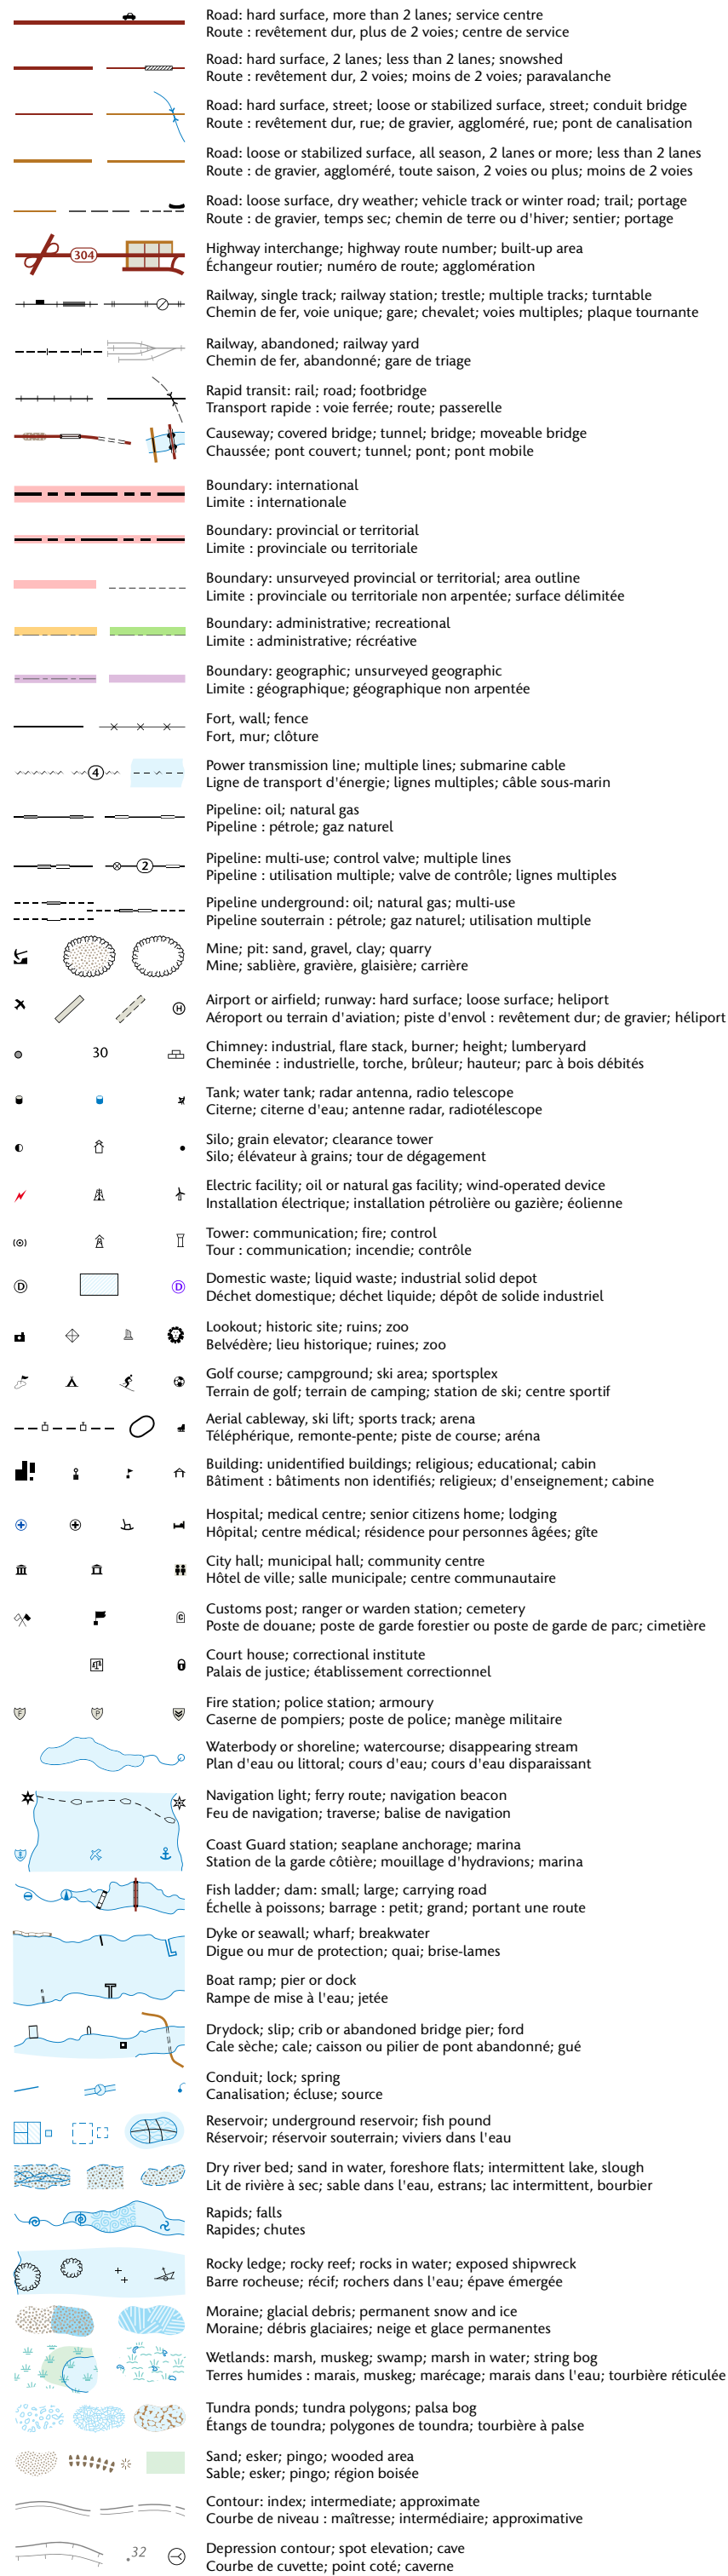 Road: hard surface, more than 2 lanes; service centre
Route : revêtement dur, plus de 2 voies; centre de service
Road: hard surface, 2 lanes; less than 2 lanes; snowshed
Route : revêtement dur, 2 voies; moins de 2 voies; paravalanche
Road: hard surface, street; loose or stabilized surface, street; conduit bridge
Route : revêtement dur, rue; de gravier, aggloméré, rue; pont de canalisation
Road: loose or stabilized surface, all season, 2 lanes or more; less than 2 lanes
Route : de gravier, aggloméré, toute saison, 2 voies ou plus; moins de 2 voies
Road: loose surface, dry weather; vehicle track or winter road; trail; portage
Route : de gravier, temps sec; chemin de terre ou d'hiver; sentier; portage
304
Highway interchange; highway route number; built-up area
Échangeur routier; numéro de route; agglomération
Railway, single track; railway station; trestle; multiple tracks; turntable
Chemin de fer, voie unique; gare; chevalet; voies multiples; plaque tournante
Railway, abandoned; railway yard
Chemin de fer, abandonné; gare de triage
Rapid transit: rail; road; footbridge
Transport rapide : voie ferrée; route; passerelle
Causeway; covered bridge; tunnel; bridge; moveable bridge
Chaussée; pont couvert; tunnel; pont; pont mobile
Boundary: international
Limite : internationale
Boundary: provincial or territorial
Limite : provinciale ou territoriale
Boundary: unsurveyed provincial or territorial; area outline
Limite : provinciale ou territoriale non arpentée; surface délimitée
Boundary: administrative; recreational
Limite : administrative; récréative
Boundary: geographic; unsurveyed geographic
Limite : géographique; géographique non arpentée
Fort, wall; fence
Fort, mur; clôture
4
Power transmission line; multiple lines; submarine cable
Ligne de transport d'énergie; lignes multiples; câble sous-marin
Pipeline: oil; natural gas
Pipeline : pétrole; gaz naturel
2
Pipeline: multi-use; control valve; multiple lines
Pipeline : utilisation multiple; valve de contrôle; lignes multiples
Pipeline underground: oil; natural gas; multi-use
Pipeline souterrain : pétrole; gaz naturel; utilisation multiple
Mine; pit: sand, gravel, clay; quarry
Mine; sablière, gravière, glaisière; carrière
H
Airport or airfield; runway: hard surface; loose surface; heliport
Aéroport ou terrain d'aviation; piste d'envol : revêtement dur; de gravier; héliport
30
Chimney: industrial, flare stack, burner; height; lumberyard
Cheminée : industrielle, torche, brûleur; hauteur; parc à bois débités
Tank; water tank; radar antenna, radio telescope
Citerne; citerne d'eau; antenne radar, radiotélescope
Silo; grain elevator; clearance tower
Silo; élévateur à grains; tour de dégagement
Electric facility; oil or natural gas facility; wind-operated device
Installation électrique; installation pétrolière ou gazière; éolienne
Tower: communication; fire; control
Tour : communication; incendie; contrôle
D D
Domestic waste; liquid waste; industrial solid depot
Déchet domestique; déchet liquide; dépôt de solide industriel
Lookout; historic site; ruins; zoo
Belvédère; lieu historique; ruines; zoo
Golf course; campground; ski area; sportsplex
Terrain de golf; terrain de camping; station de ski; centre sportif
Aerial cableway, ski lift; sports track; arena
Téléphérique, remonte-pente; piste de course; aréna
Building: unidentified buildings; religious; educational; cabin
Bâtiment : bâtiments non identifiés; religieux; d'enseignement; cabine
Hospital; medical centre; senior citizens home; lodging
Hôpital; centre médical; résidence pour personnes âgées; gîte
City hall; municipal hall; community centre
Hôtel de ville; salle municipale; centre communautaire
C
Customs post; ranger or warden station; cemetery
Poste de douane; poste de garde forestier ou poste de garde de parc; cimetière
Court house; correctional institute
Palais de justice; établissement correctionnel
F P
Fire station; police station; armoury
Caserne de pompiers; poste de police; manège militaire
Waterbody or shoreline; watercourse; disappearing stream
Plan d'eau ou littoral; cours d'eau; cours d'eau disparaissant
Navigation light; ferry route; navigation beacon
Feu de navigation; traverse; balise de navigation
Coast Guard station; seaplane anchorage; marina
Station de la garde côtière; mouillage d'hydravions; marina
Fish ladder; dam: small; large; carrying road
Échelle à poissons; barrage : petit; grand; portant une route
Dyke or seawall; wharf; breakwater
Digue ou mur de protection; quai; brise-lames
Boat ramp; pier or dock
Rampe de mise à l'eau; jetée
Drydock; slip; crib or abandoned bridge pier; ford
Cale sèche; cale; caisson ou pilier de pont abandonné; gué
Conduit; lock; spring
Canalisation; écluse; source
Reservoir; underground reservoir; fish pound
Réservoir; réservoir souterrain; viviers dans l'eau
Dry river bed; sand in water, foreshore flats; intermittent lake, slough
Lit de rivière à sec; sable dans l'eau, estrans; lac intermittent, bourbier
Rapids; falls
Rapides; chutes
Rocky ledge; rocky reef; rocks in water; exposed shipwreck
Barre rocheuse; récif; rochers dans l'eau; épave émergée
Moraine; glacial debris; permanent snow and ice
Moraine; débris glaciaires; neige et glace permanentes
Wetlands: marsh, muskeg; swamp; marsh in water; string bog
Terres humides : marais, muskeg; marécage; marais dans l'eau; tourbière réticulée
Tundra ponds; tundra polygons; palsa bog
Étangs de toundra; polygones de toundra; tourbière à palse
Sand; esker; pingo; wooded area
Sable; esker; pingo; région boisée
Contour: index; intermediate; approximate
Courbe de niveau : maîtresse; intermédiaire; approximative
.32
Depression contour; spot elevation; cave
Courbe de cuvette; point coté; caverne